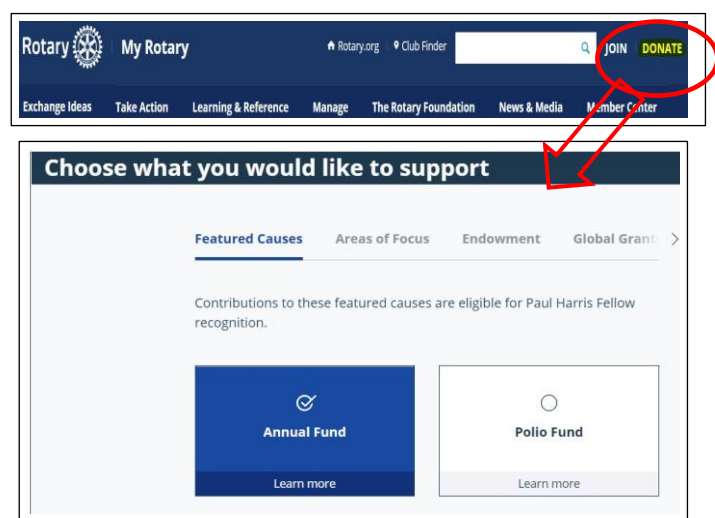 Rotary My Rotary Rotary.org Club Finder JOIN DONATE
Exchange Ideas Take Action Learning & Reference Manage The Rotary Foundation News & Media Member Center
Choose what you would like to support
Featured Causes Areas of Focus Endowment Global Grant
Contributions to these featured causes are eligible for Paul Harris Fellow
recognition.
Annual Fund Polio Fund
Learn more Learn more